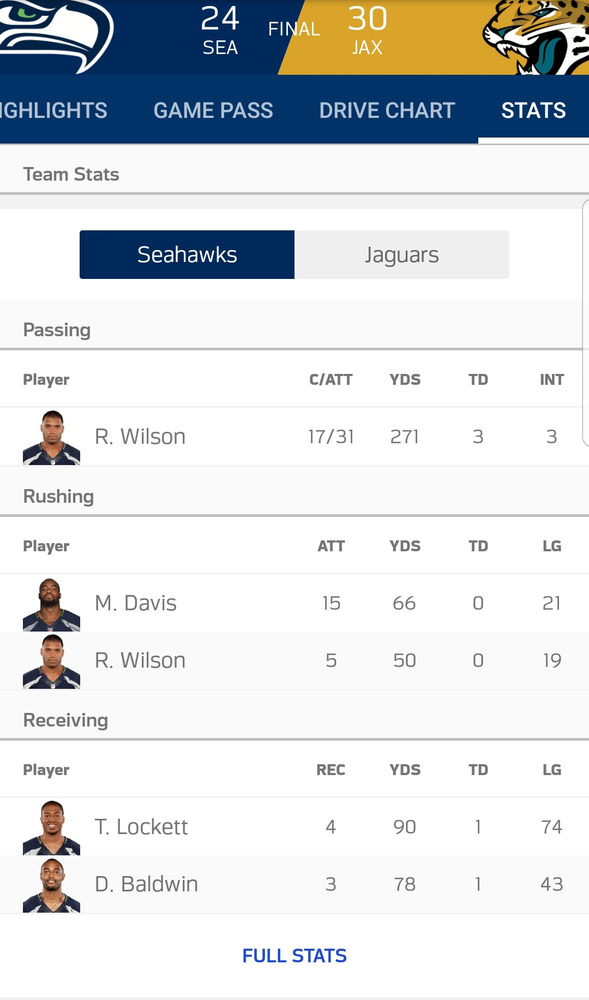 24 FINAL 30
SEA JAX
IGHLIGHTS GAME PASS DRIVE CHART STATS
Team Stats
Seahawks Jaguars
Passing
Player C/ATT YDS TD INT
R. Wilson 17/31 271 3 3
Rushing
Player ATT YDS TD LG
M. Davis 15 66 0 21
R. Wilson 5 50 0 19
Receiving
Player REC YDS TD LG
T. Lockett 4 90 1 74
D. Baldwin 3 78 1 43
FULL STATS